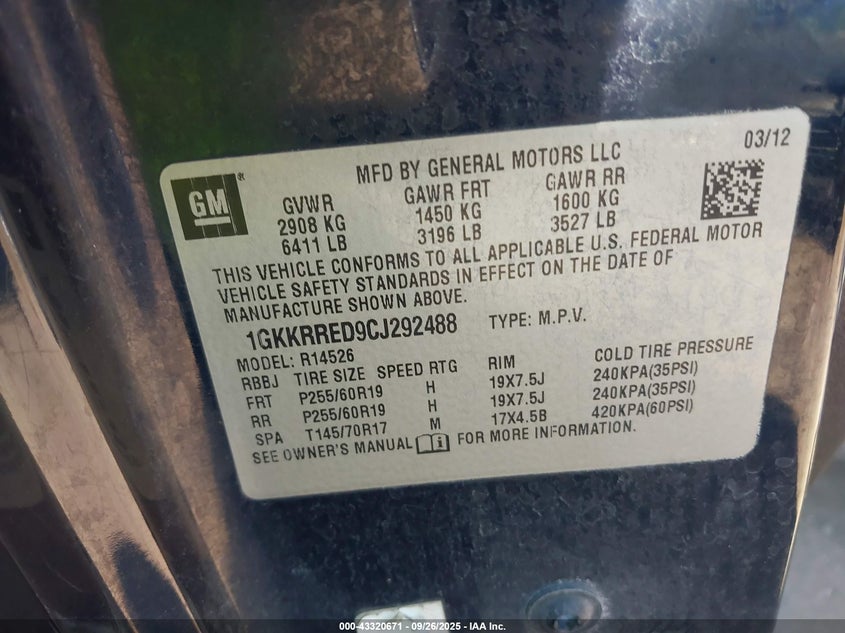 MFD BY GENERAL MOTORS LLC 03/12
GM
GVWR GAWR FRT GAWR RR
2908 KG 1450 KG 1600 KG
6411 LB 3196 LB 3527 LB
THIS VEHICLE CONFORMS TO ALL APPLICABLE U.S. FEDERAL MOTOR
VEHICLE SAFETY STANDARDS IN EFFECT ON THE DATE OF
MANUFACTURE SHOWN ABOVE.
1GKKRRED9CJ292488 TYPE: M.P.V.
MODEL: R14526
RBBJ TIRE SIZE SPEED RTG RIM COLD TIRE PRESSURE
FRT P255/60R19 H 19X7.5J 240KPA(35PSI)
RR P255/60R19 H 19X7.5J 240KPA(35PSI)
SPA T145/70R17 M 17X4.5B 420KPA(60PSI)
SEE OWNER'S MANUAL i FOR MORE INFORMATION.
000-43320671 - 09/26/2025 - IAA Inc.